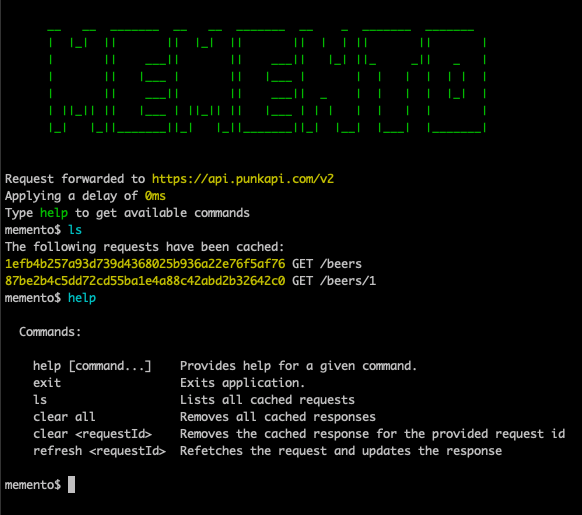 MEMENTO
Request forwarded to https://api.punkapi.com/v2
Applying a delay of 0ms
Type help to get available commands
memento$ ls
The following requests have been cached:
1efb4b257a93d739d4368025b936a22e76f5af76 GET /beers
87be2b4c5dd72cd55ba1e4a88c42abd2b32642c0 GET /beers/1
memento$ help
Commands:
help [command...] Provides help for a given command.
exit Exits application.
ls Lists all cached requests
clear all Removes all cached responses
clear <requestId> Removes the cached response for the provided request id
refresh <requestId> Refetches the request and updates the response
memento$